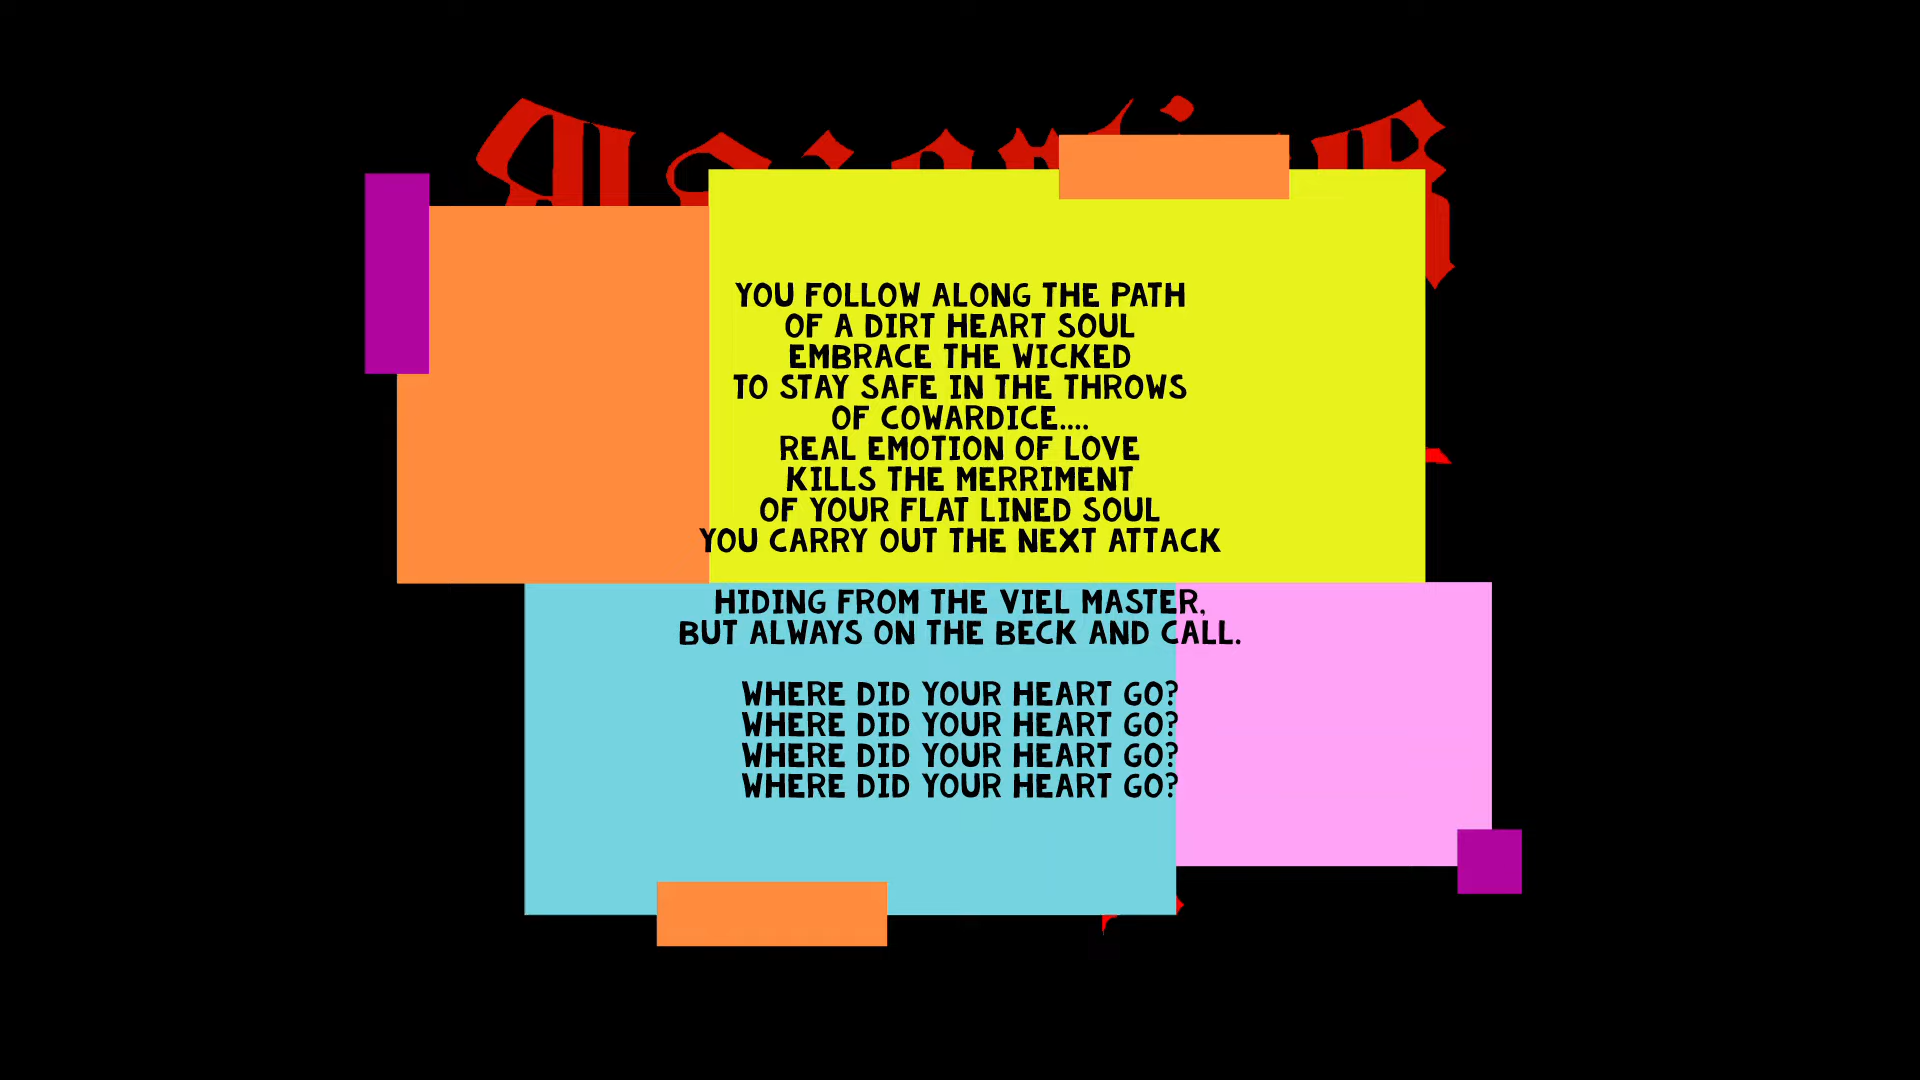 YOU FOLLOW ALONG THE PATH
OF A DIRT HEART SOUL
EMBRACE THE WICKED
TO STAY SAFE IN THE THROWS
OF COWARDICE....
REAL EMOTION OF LOVE
KILLS THE MERRIMENT
OF YOUR FLAT LINED SOUL
YOU CARRY OUT THE NEXT ATTACK
HIDING FROM THE VIEL MASTER,
BUT ALWAYS ON THE BECK AND CALL.
WHERE DID YOUR HEART GO?
WHERE DID YOUR HEART GO?
WHERE DID YOUR HEART GO?
WHERE DID YOUR HEART GO?